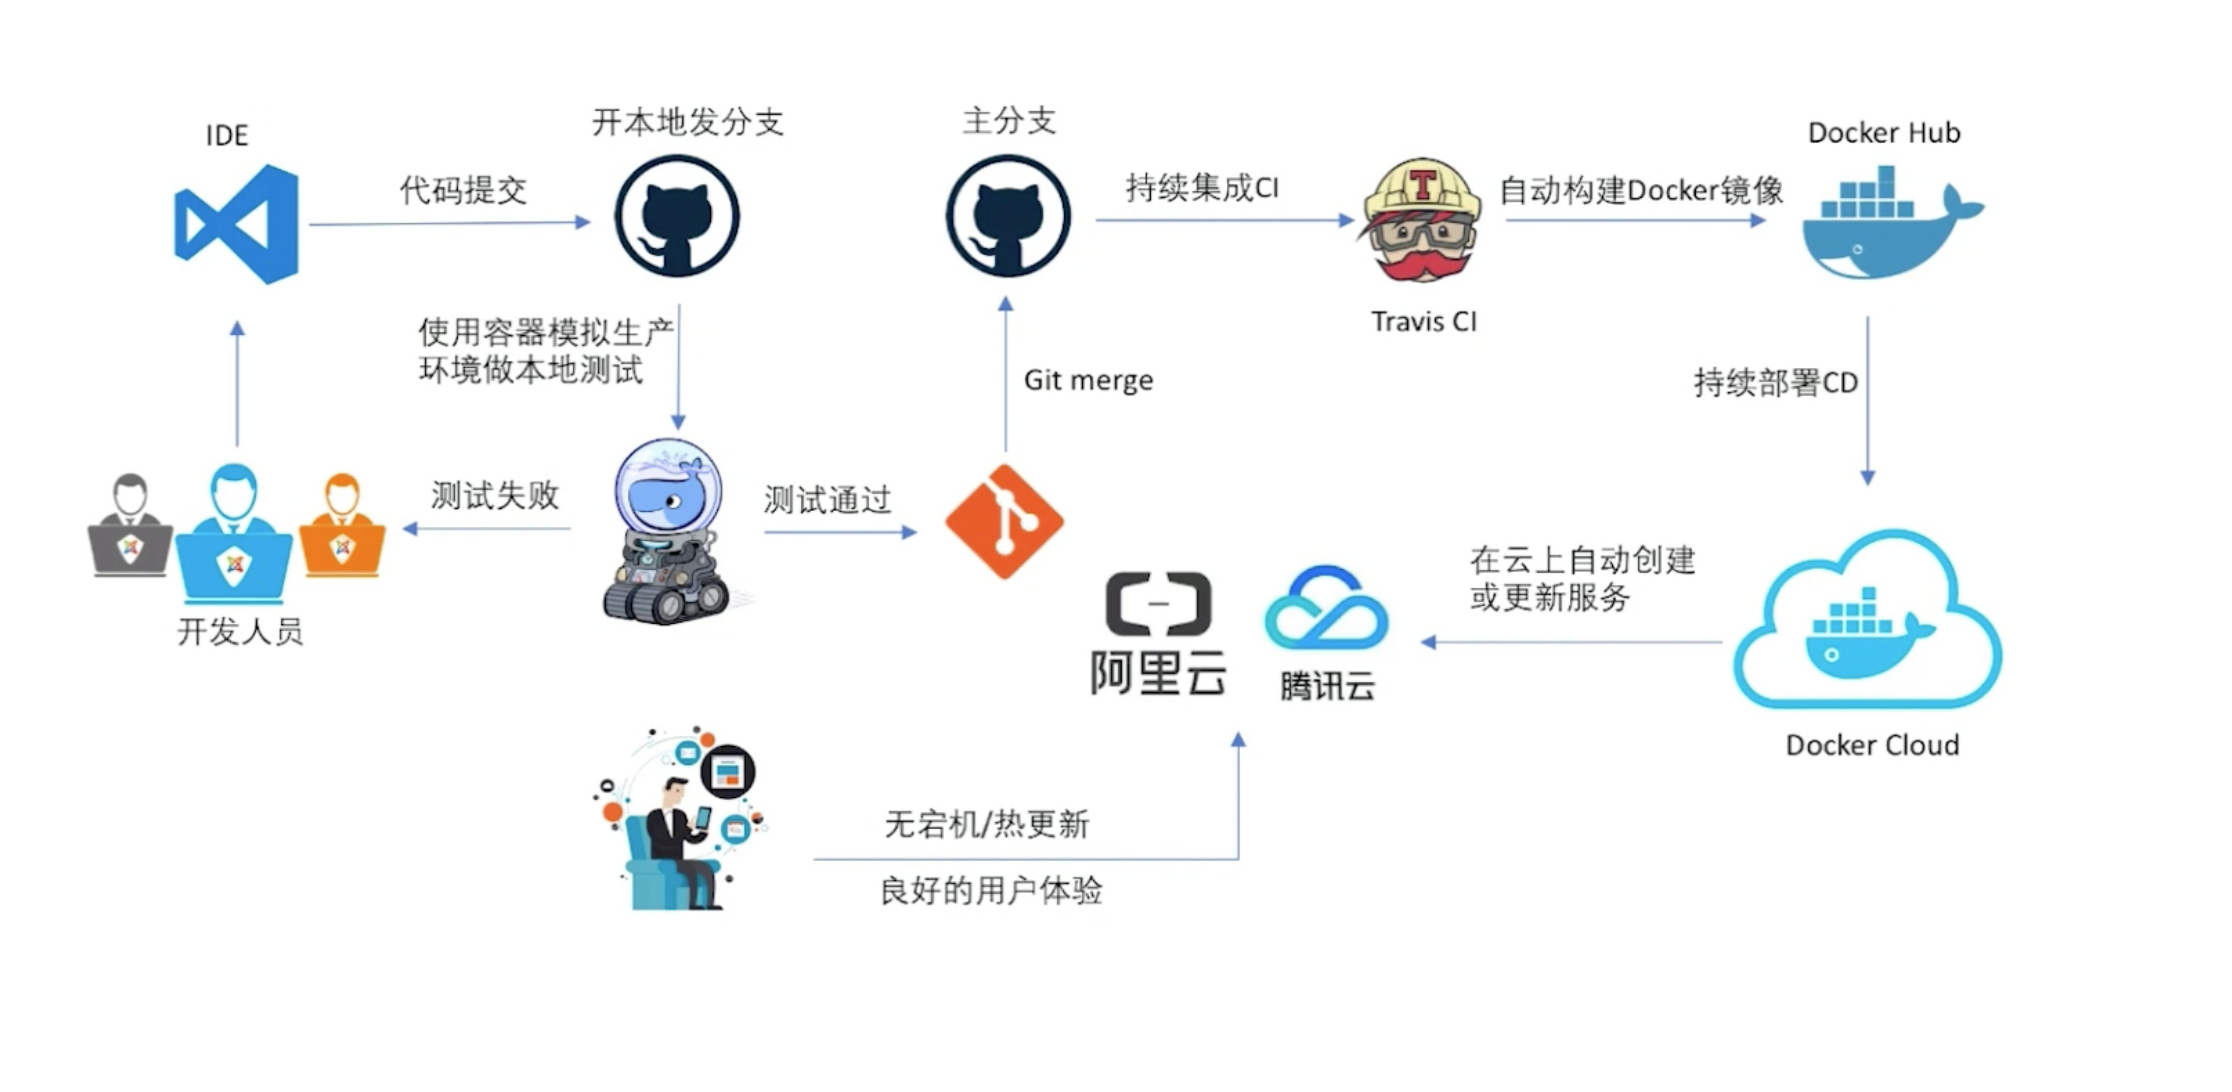 IDE
代码提交
开本地发分支
主分支
持续集成CI
Travis CI
自动构建Docker镜像
Docker Hub
使用容器模拟生产
环境做本地测试
Git merge
持续部署CD
开发人员
测试失败
测试通过
阿里云
腾讯云
在云上自动创建
或更新服务
Docker Cloud
无宕机/热更新
良好的用户体验
T